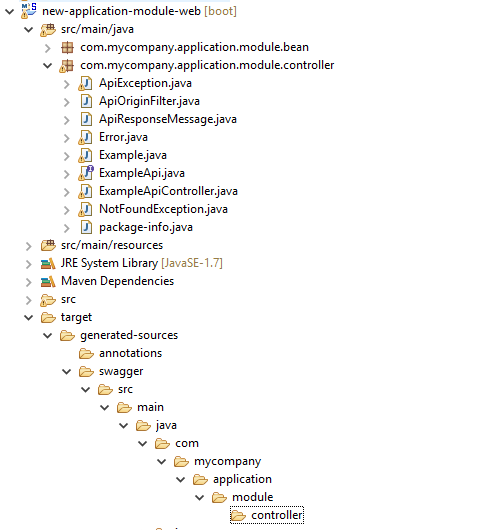 new-application-module-web [boot]
src/main/java
com.mycompany.application.module.bean
com.mycompany.application.module.controller
ApiException.java
ApiOriginFilter.java
ApiResponseMessage.java
Error.java
Example.java
ExampleApi.java
ExampleApiController.java
NotFoundException.java
package-info.java
src/main/resources
JRE System Library [JavaSE-1.7]
Maven Dependencies
src
target
generated-sources
annotations
swagger
src
main
java
com
mycompany
application
module
controller